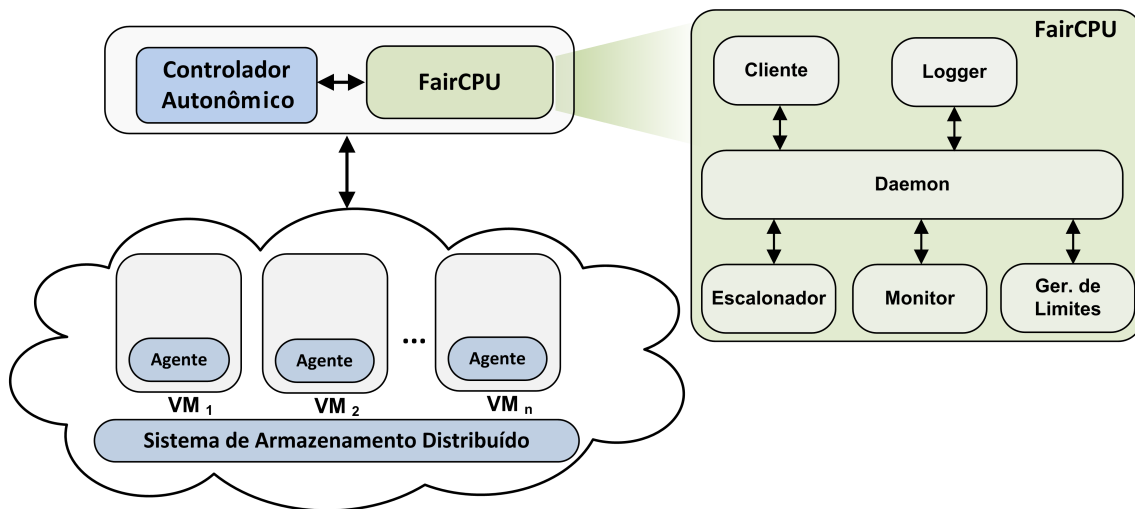 Controlador
Autonômico
FairCPU
FairCPU
Cliente
Logger
Daemon
Escalonador
Monitor
Ger. de
Limites
Agente
Agente
...
Agente
VM 1
VM 2
VM n
Sistema de Armazenamento Distribuído